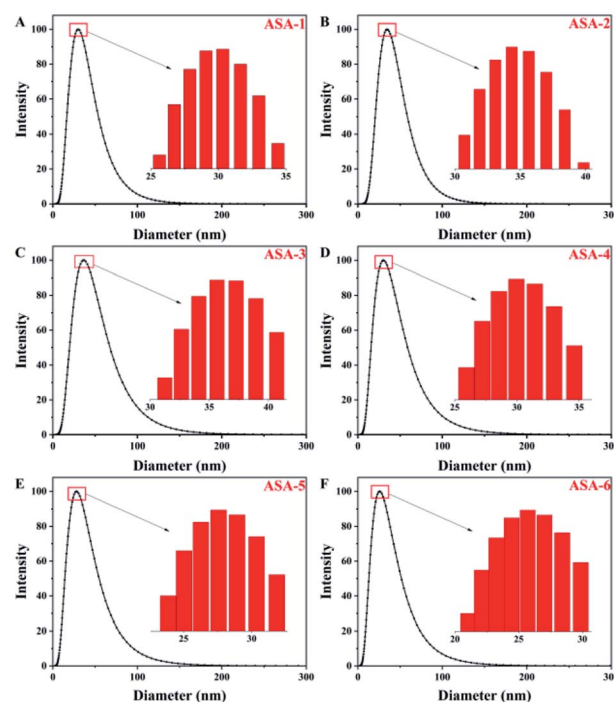 A ASA-1
100
80
60
40
20
0
Intensity
25 30 35
0 100 200 300
Diameter (nm)
B ASA-2
100
80
60
40
20
0
Intensity
30 35 40
0 100 200 30
Diameter (nm)
C ASA-3
100
80
60
40
20
0
Intensity
30 35 40
0 100 200 300
Diameter (nm)
D ASA-4
100
80
60
40
20
0
Intensity
25 30 35
0 100 200 300
Diameter (nm)
E ASA-5
100
80
60
40
20
0
Intensity
25 30
0 100 200 300
Diameter (nm)
F ASA-6
100
80
60
40
20
0
Intensity
20 25 30
0 100 200 30
Diameter (nm)